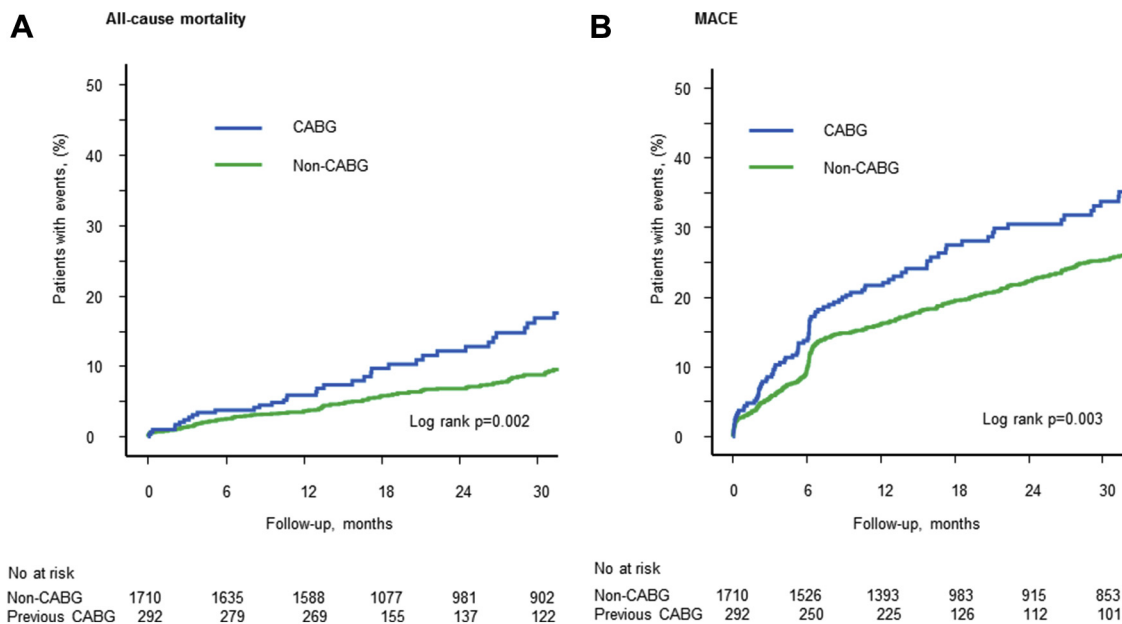 A
All-cause mortality
50
40
30
20
10
0
Patients with events, (%)
CABG
Non-CABG
Log rank p=0.002
0 6 12 18 24 30
Follow-up, months
No at risk
Non-CABG 1710 1635 1588 1077 981 902
Previous CABG 292 279 269 155 137 122
B
MACE
50
40
30
20
10
0
Patients with events, (%)
CABG
Non-CABG
Log rank p=0.003
0 6 12 18 24 30
Follow-up, months
No at risk
Non-CABG 1710 1526 1393 983 915 853
Previous CABG 292 250 225 126 112 101